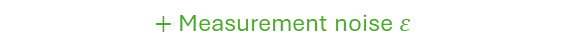 + Measurement noise 𝜀